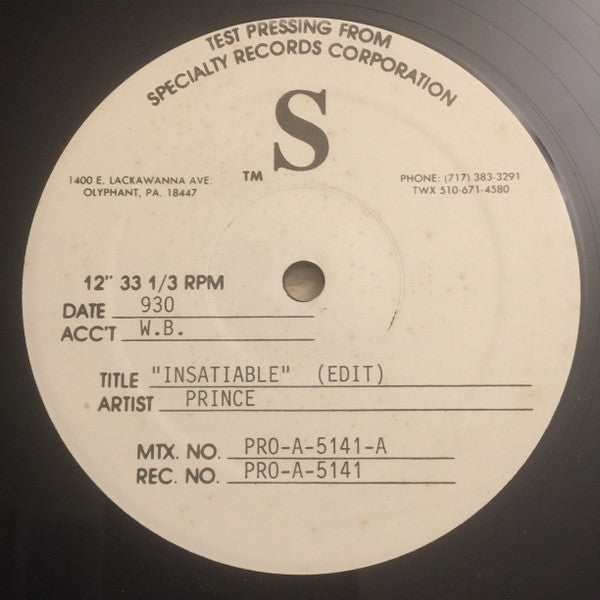 TEST PRESSING FROM
SPECIALTY RECORDS CORPORATION
S
TM
1400 E. LACKAWANNA AVE.
OLYPHANT, PA. 18447
PHONE: (717) 383-3291
TWX 510-671-4580
12" 33 1/3 RPM
DATE 930
ACC'T W.B.
TITLE "INSATIABLE" (EDIT)
ARTIST PRINCE
MTX. NO. PRO-A-5141-A
REC. NO. PRO-A-5141